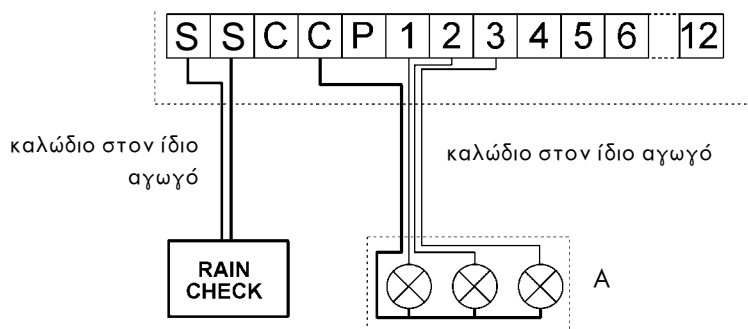 S S C C P 1 2 3 4 5 6 12
καλώδιο στον ίδιο
αγωγό
καλώδιο στον ίδιο αγωγό
RAIN
CHECK
A